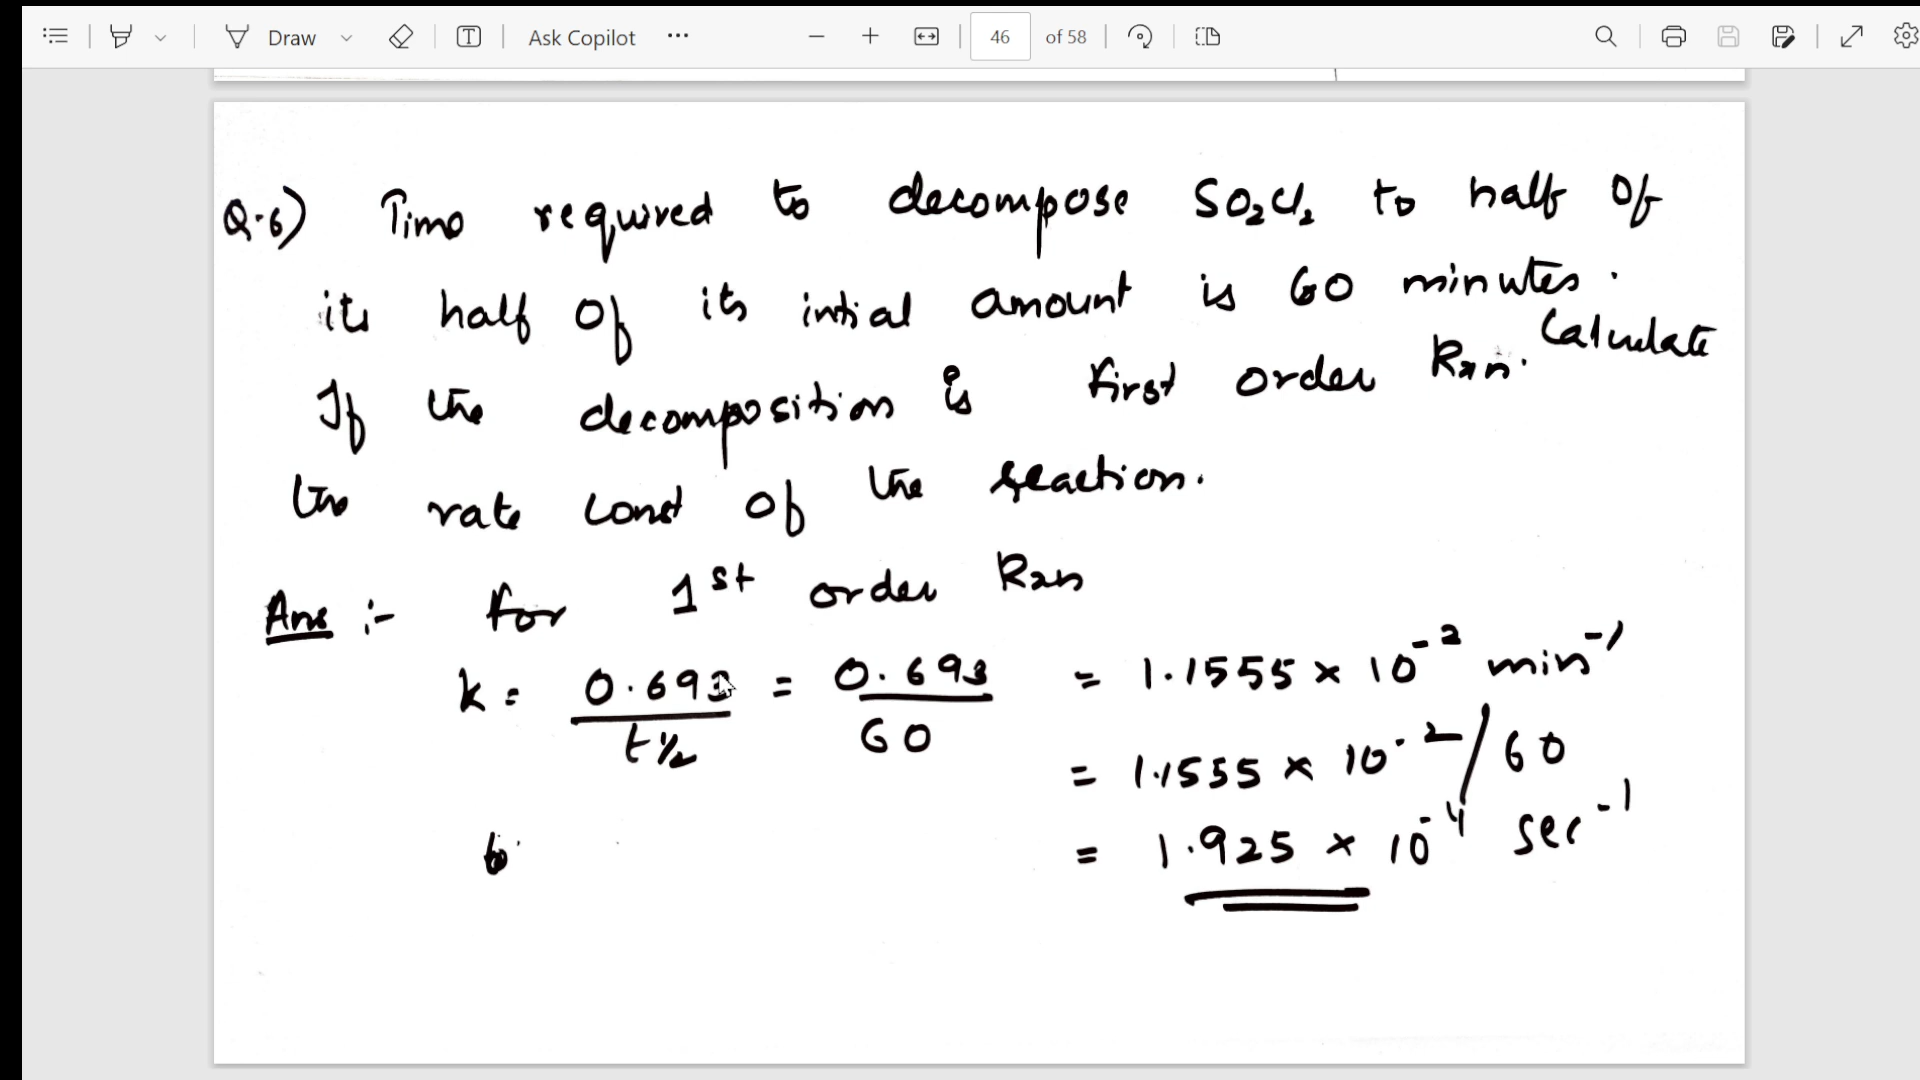 Draw Ask Copilot ... 46 of 58
Q.6) Time required to decompose SO₂Cl₂ to half of
its half of its intial amount is 60 minutes.
If the decomposition is first order Rxn. Calculate
the rate const of the reaction.
Ans :- for 1st order Rxn
k = 0.693/t½ = 0.693/60 = 1.1555 × 10⁻² min⁻¹
= 1.1555 × 10⁻²/60
= 1.925 × 10⁻⁴ sec⁻¹